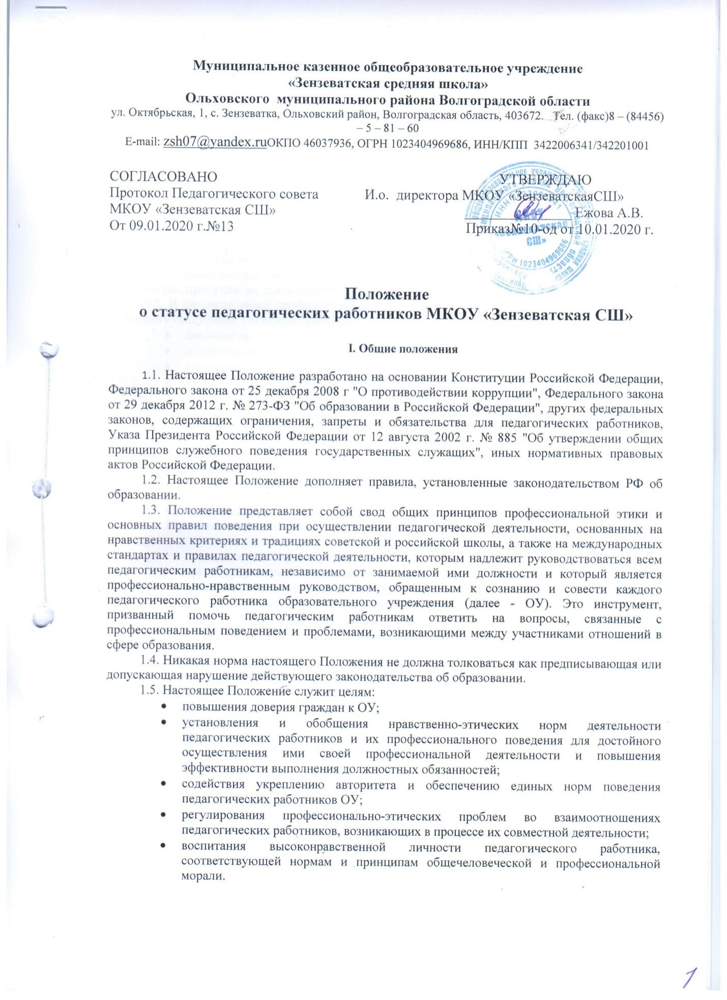 Муниципальное казенное общеобразовательное учреждение
«Зензеватская средняя школа»
Ольховского муниципального района Волгоградской области
ул. Октябрьская, 1, с. Зензеватка, Ольховский район, Волгоградская область, 403672. Тел. (факс)8 – (84456)
– 5 – 81 – 60
E-mail: zsh07@yandex.ruОКПО 46037936, ОГРН 1023404969686, ИНН/КПП 3422006341/342201001
СОГЛАСОВАНО
Протокол Педагогического совета
МКОУ «Зензеватская СШ»
От 09.01.2020 г.№13
УТВЕРЖДАЮ
И.о. директора МКОУ «ЗензеватскаяСШ»
Ежова А.В.
Приказ№10-од от 10.01.2020 г.
МКОУ
«Зензеватская
СШ»
ОГРН 1023404969686
Положение
о статусе педагогических работников МКОУ «Зензеватская СШ»
I. Общие положения
1.1. Настоящее Положение разработано на основании Конституции Российской Федерации,
Федерального закона от 25 декабря 2008 г "О противодействии коррупции", Федерального закона
от 29 декабря 2012 г. № 273-ФЗ "Об образовании в Российской Федерации", других федеральных
законов, содержащих ограничения, запреты и обязательства для педагогических работников,
Указа Президента Российской Федерации от 12 августа 2002 г. № 885 "Об утверждении общих
принципов служебного поведения государственных служащих", иных нормативных правовых
актов Российской Федерации.
1.2. Настоящее Положение дополняет правила, установленные законодательством РФ об
образовании.
1.3. Положение представляет собой свод общих принципов профессиональной этики и
основных правил поведения при осуществлении педагогической деятельности, основанных на
нравственных критериях и традициях советской и российской школы, а также на международных
стандартах и правилах педагогической деятельности, которым надлежит руководствоваться всем
педагогическим работникам, независимо от занимаемой ими должности и который является
профессионально-нравственным руководством, обращенным к сознанию и совести каждого
педагогического работника образовательного учреждения (далее - ОУ). Это инструмент,
призванный помочь педагогическим работникам ответить на вопросы, связанные с
профессиональным поведением и проблемами, возникающими между участниками отношений в
сфере образования.
1.4. Никакая норма настоящего Положения не должна толковаться как предписывающая или
допускающая нарушение действующего законодательства об образовании.
1.5. Настоящее Положение служит целям:
• повышения доверия граждан к ОУ;
• установления и обобщения нравственно-этических норм деятельности
педагогических работников и их профессионального поведения для достойного
осуществления ими своей профессиональной деятельности и повышения
эффективности выполнения должностных обязанностей;
• содействия укреплению авторитета и обеспечению единых норм поведения
педагогических работников ОУ;
• регулирования профессионально-этических проблем во взаимоотношениях
педагогических работников, возникающих в процессе их совместной деятельности;
• воспитания высоконравственной личности педагогического работника,
соответствующей нормам и принципам общечеловеческой и профессиональной
морали.
1